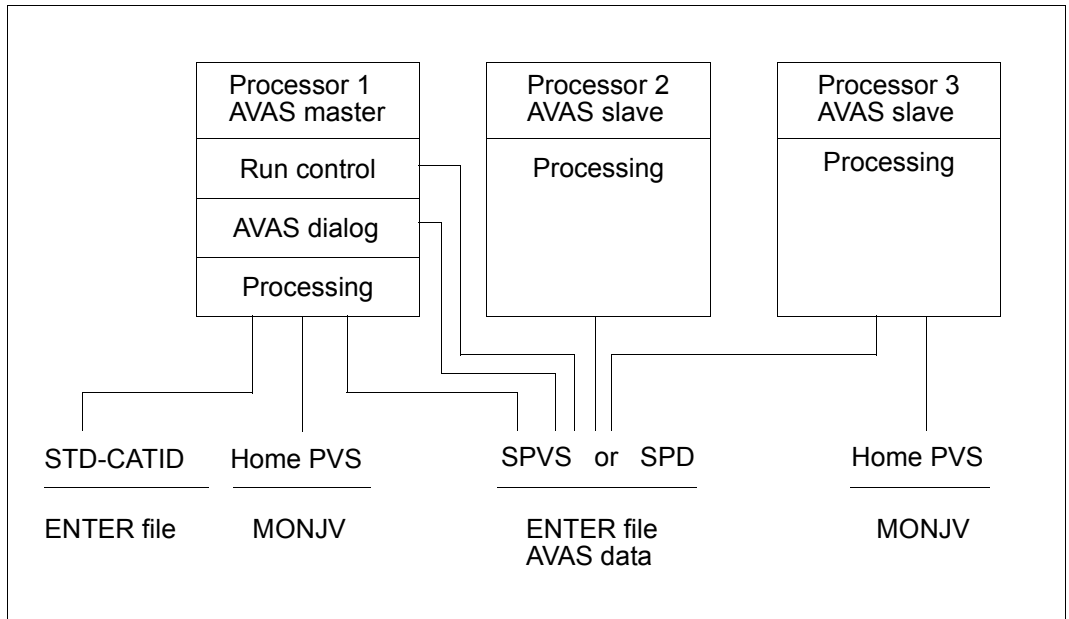 Processor 1
AVAS master
Run control
AVAS dialog
Processing
Processor 2
AVAS slave
Processing
Processor 3
AVAS slave
Processing
STD-CATID
ENTER file
Home PVS
MONJV
SPVS or SPD
ENTER file
AVAS data
Home PVS
MONJV